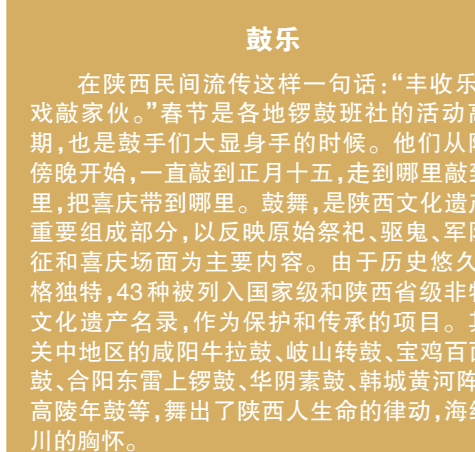 鼓乐
在陕西民间流传这样一句话:“丰收乐
戏敲家伙。”春节是各地锣鼓班社的活动高
期,也是鼓手们大显身手的时候。他们从除
傍晚开始,一直敲到正月十五,走到哪里敲到
里,把喜庆带到哪里。鼓舞,是陕西文化遗产
重要组成部分,以反映原始祭祀、驱鬼、军阵
征和喜庆场面为主要内容。由于历史悠久、
格独特,43种被列入国家级和陕西省级非物
文化遗产名录,作为保护和传承的项目。其
关中地区的咸阳牛拉鼓、岐山转鼓、宝鸡百面
鼓、合阳东雷上锣鼓、华阴素鼓、韩城黄河阵
高陵年鼓等,舞出了陕西人生命的律动,海纳
川的胸怀。